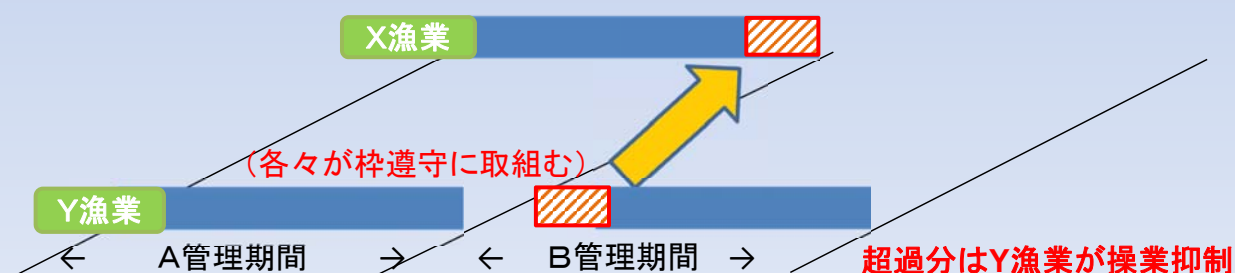 X漁業
(各々が枠遵守に取組む)
Y漁業
← A管理期間 → ← B管理期間 → 超過分はY漁業が操業抑制